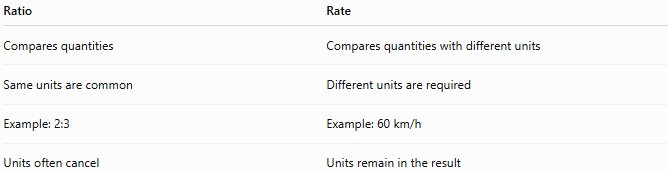 Ratio Rate
Compares quantities Compares quantities with different units
Same units are common Different units are required
Example: 2:3 Example: 60 km/h
Units often cancel Units remain in the result